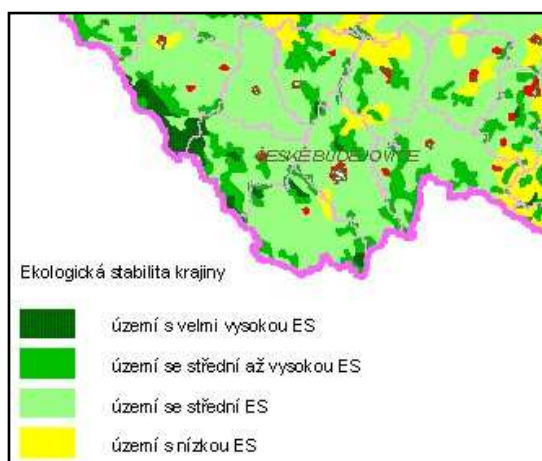 ČESKÉ BUDĚJOVICE
Ekologická stabilita krajiny
území s velmi vysokou ES
území se střední až vysokou ES
území se střední ES
území s nízkou ES